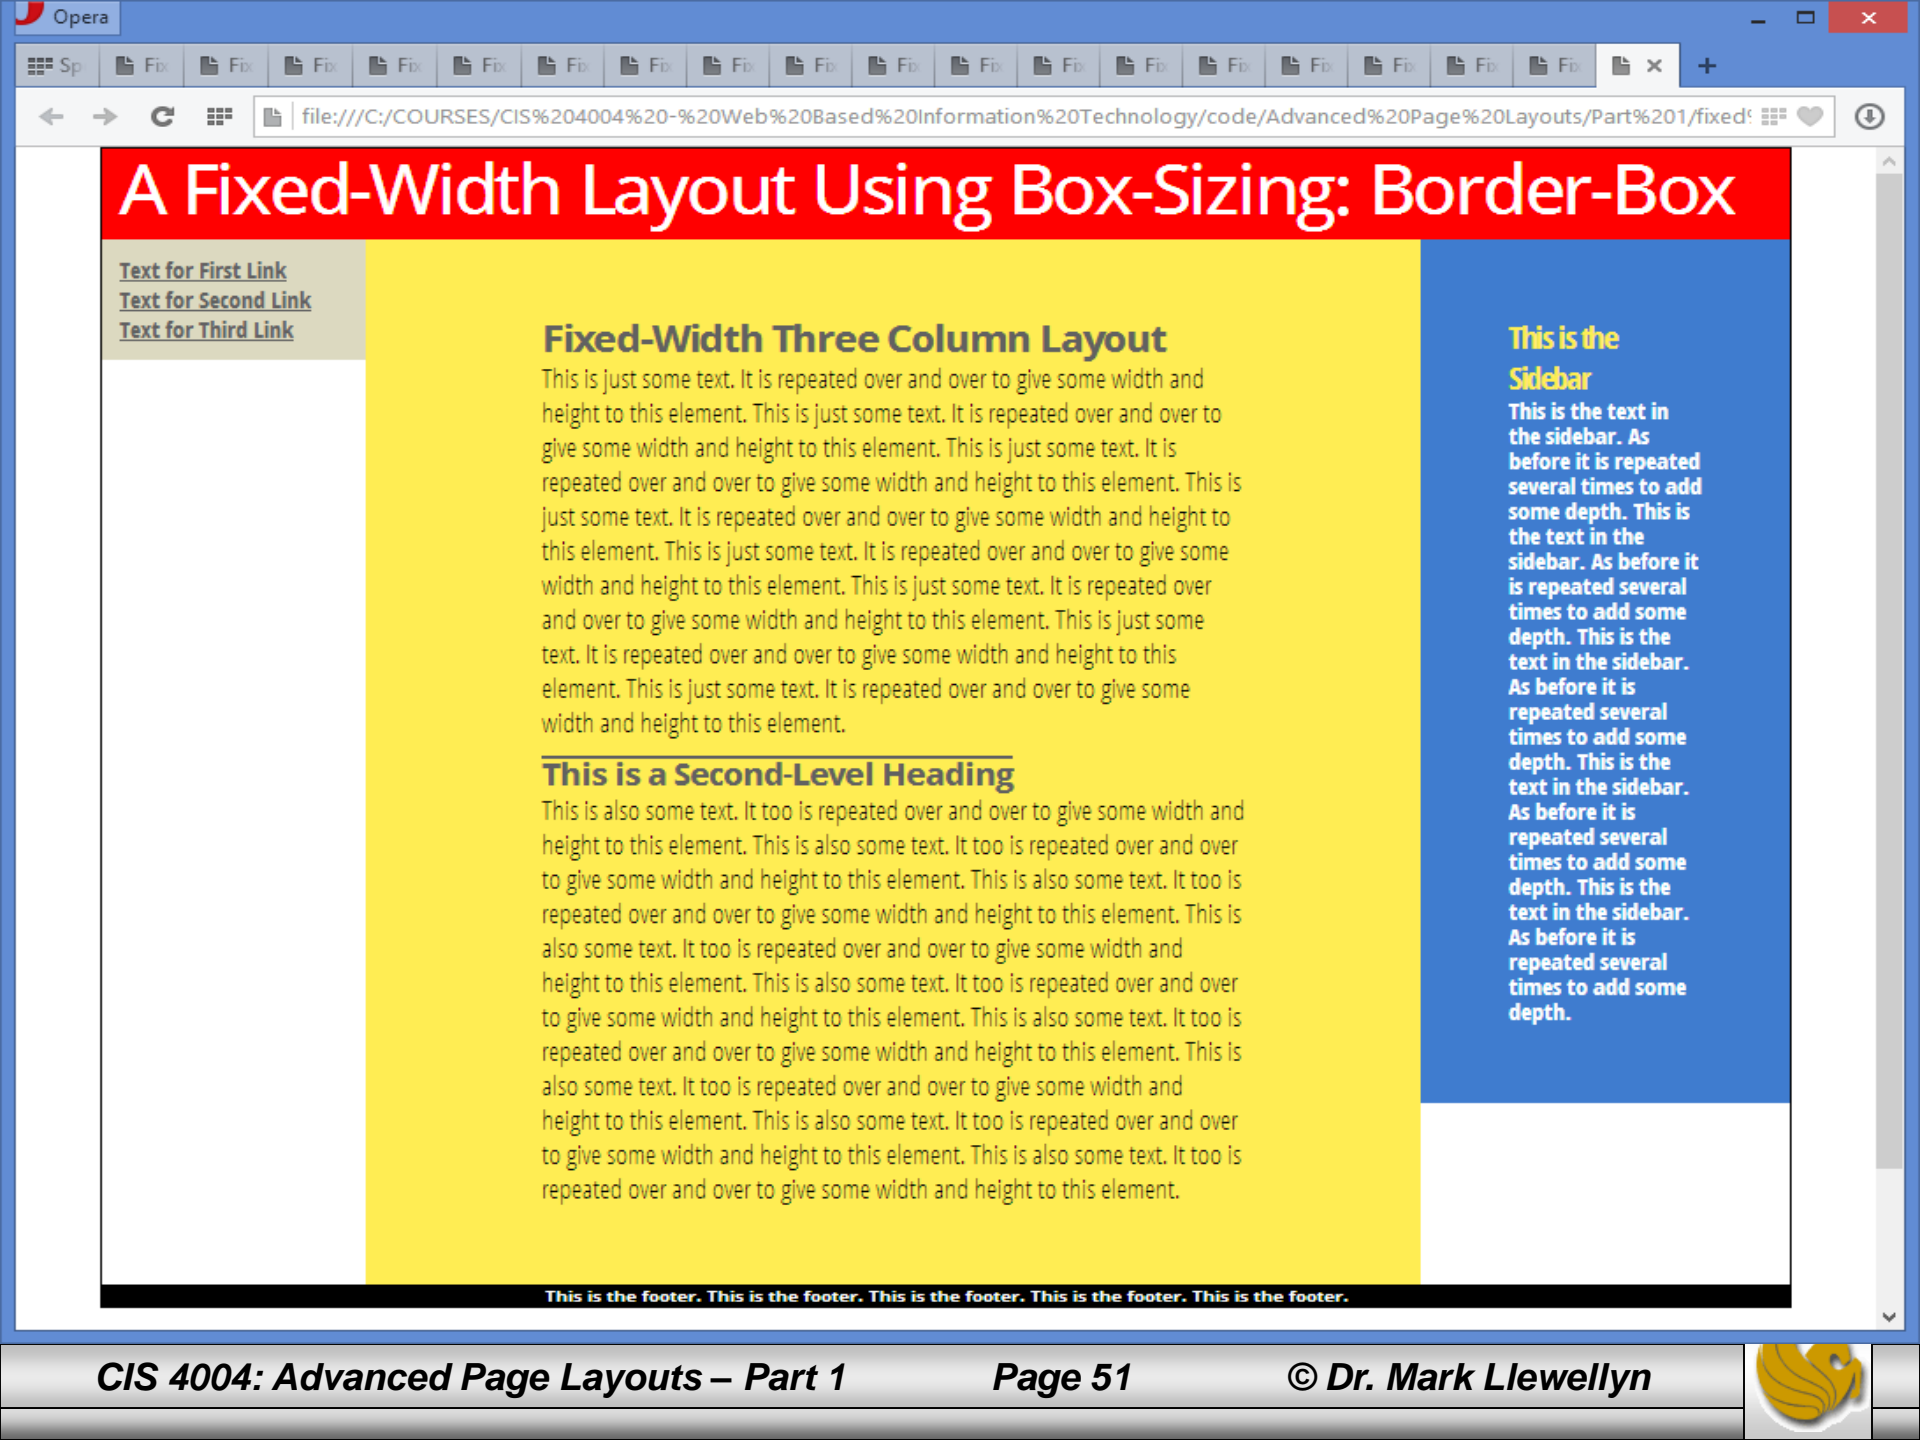 Opera
Sp Fix Fix Fix Fix Fix Fix Fix Fix Fix Fix Fix Fix Fix Fix Fix Fix Fix Fix
file:///C:/COURSES/CIS%204004%20-%20Web%20Based%20Information%20Technology/code/Advanced%20Page%20Layouts/Part%201/fixed
A Fixed-Width Layout Using Box-Sizing: Border-Box
Text for First Link
Text for Second Link
Text for Third Link
Fixed-Width Three Column Layout
This is just some text. It is repeated over and over to give some width and
height to this element. This is just some text. It is repeated over and over to
give some width and height to this element. This is just some text. It is
repeated over and over to give some width and height to this element. This is
just some text. It is repeated over and over to give some width and height to
this element. This is just some text. It is repeated over and over to give some
width and height to this element. This is just some text. It is repeated over
and over to give some width and height to this element. This is just some
text. It is repeated over and over to give some width and height to this
element. This is just some text. It is repeated over and over to give some
width and height to this element.
This is a Second-Level Heading
This is also some text. It too is repeated over and over to give some width and
height to this element. This is also some text. It too is repeated over and over
to give some width and height to this element. This is also some text. It too is
repeated over and over to give some width and height to this element. This is
also some text. It too is repeated over and over to give some width and
height to this element. This is also some text. It too is repeated over and over
to give some width and height to this element. This is also some text. It too is
repeated over and over to give some width and height to this element. This is
also some text. It too is repeated over and over to give some width and
height to this element. This is also some text. It too is repeated over and over
to give some width and height to this element. This is also some text. It too is
repeated over and over to give some width and height to this element.
This is the
Sidebar
This is the text in
the sidebar. As
before it is repeated
several times to add
some depth. This is
the text in the
sidebar. As before it
is repeated several
times to add some
depth. This is the
text in the sidebar.
As before it is
repeated several
times to add some
depth. This is the
text in the sidebar.
As before it is
repeated several
times to add some
depth. This is the
text in the sidebar.
As before it is
repeated several
times to add some
depth.
This is the footer. This is the footer. This is the footer. This is the footer. This is the footer.
CIS 4004: Advanced Page Layouts – Part 1 Page 51 © Dr. Mark Llewellyn